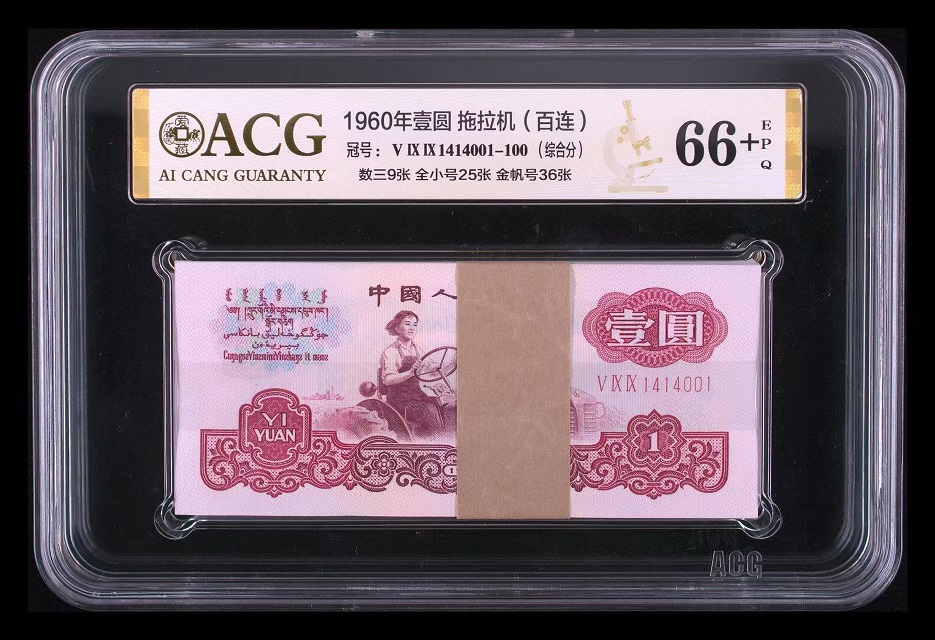 ACG
AI CANG GUARANTY
1960年壹圆 拖拉机（百连）
冠号： V IX IX 1414001-100 （综合分）
数三9张 全小号25张 金帆号36张
66+
EPQ
中國人
壹圓
V IX IX 1414001
YI
YUAN
1
1
ACG